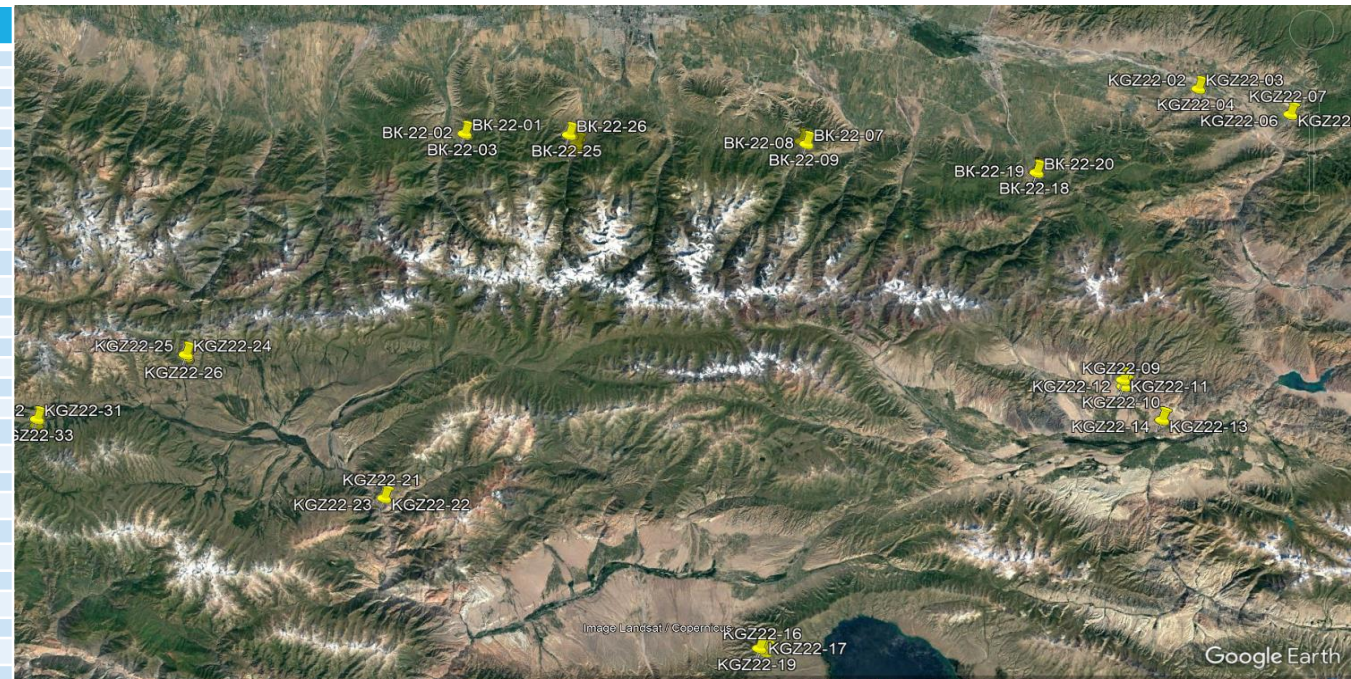 KGZ22-02 KGZ22-03
KGZ22-04 KGZ22-07
KGZ22-06 KGZ22
BK-22-02 BK-22-01
BK-22-03
BK-22-26
BK-22-25
BK-22-08 BK-22-07
BK-22-09
BK-22-19 BK-22-20
BK-22-18
KGZ22-25 KGZ22-24
KGZ22-26
KGZ22-09
KGZ22-12 KGZ22-11
KGZ22-10
KGZ22-14 KGZ22-13
2 KGZ22-31
GZ22-33
KGZ22-21
KGZ22-23 KGZ22-22
Image Landsat / Copernicus
KGZ22-16
KGZ22-17
KGZ22-19
Google Earth